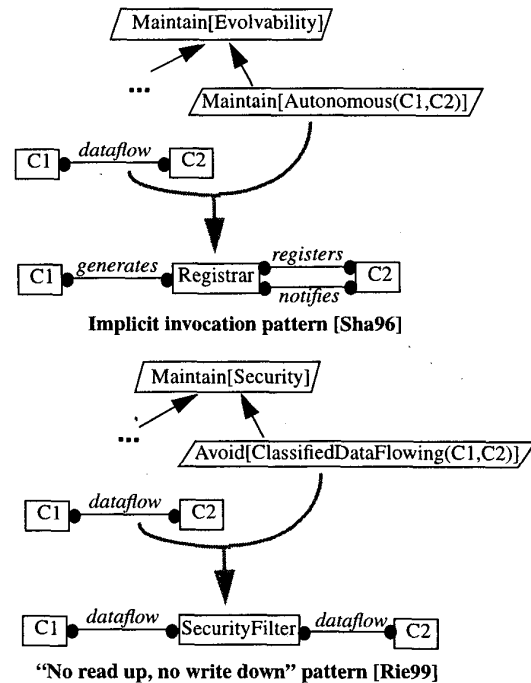 Maintain[Evolvability]
...
Maintain[Autonomous(C1,C2)]
dataflow
C1 C2
registers
generates
C1 Registrar C2
notifies
Implicit invocation pattern [Sha96]
Maintain[Security]
...
Avoid[ClassifiedDataFlowing(C1,C2)]
dataflow
C1 C2
dataflow dataflow
C1 SecurityFilter C2
“No read up, no write down” pattern [Rie99]